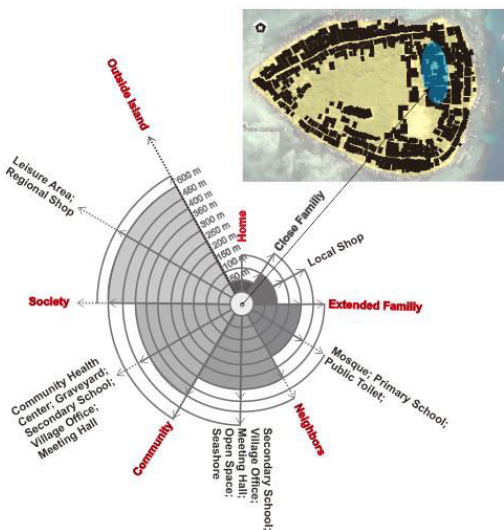 Outside Island
Leisure Area;
Regional Shop
600 m
450 m
400 m
350 m
300 m
250 m
200 m
150 m
100 m
50 m
Home
Close Familiy
Local Shop
Society
Extended Familiy
Mosque; Primary School;
Public Toilet;
Community Health
Center; Graveyard;
Secondary School;
Village Office;
Meeting Hall
Community
Neighbors
Secondary School;
Village Office;
Meeting Hall;
Open Space;
Seashore